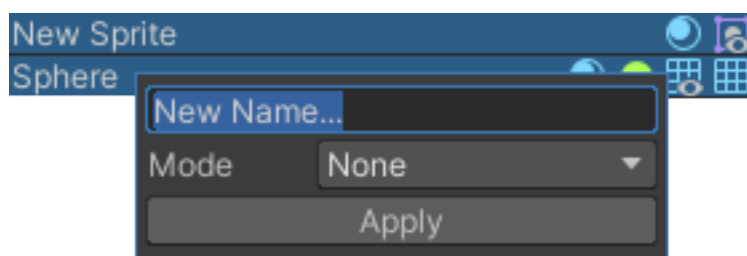 New Sprite
Sphere
New Name...
Mode None
Apply